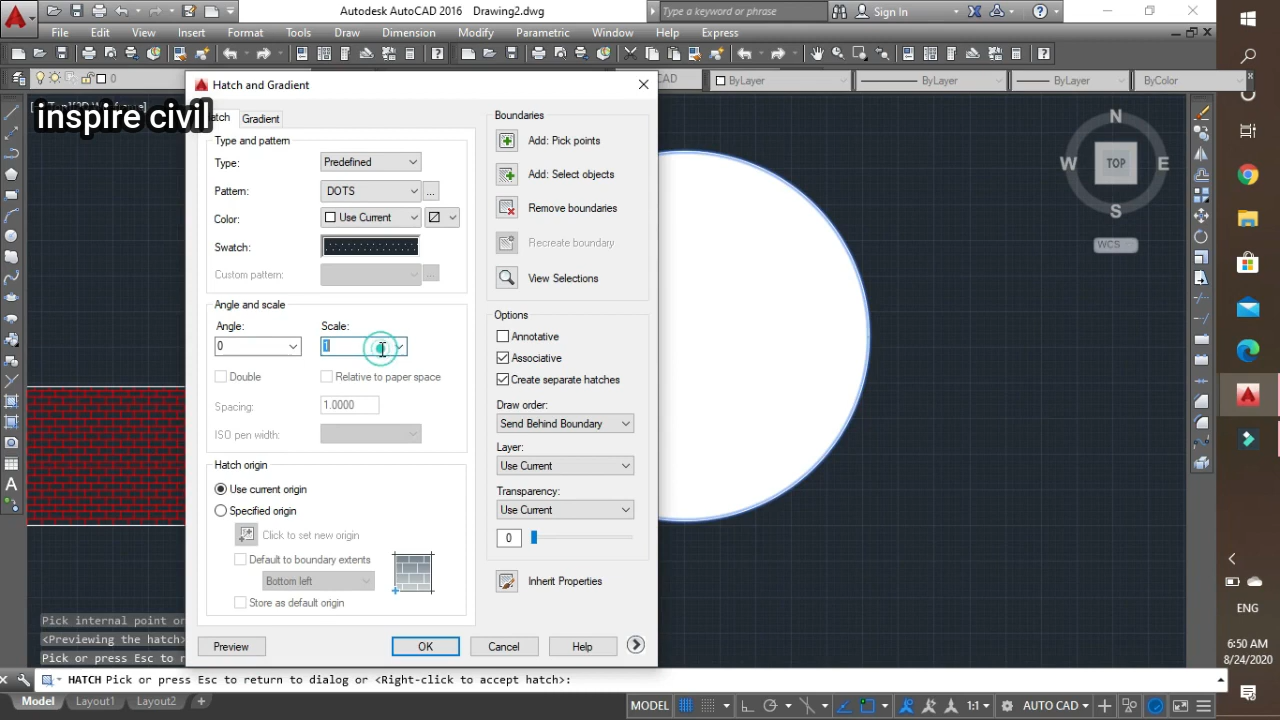 Autodesk AutoCAD 2016 Drawing2.dwg
Type a keyword or phrase
Sign In
File Edit View Insert Format Tools Draw Dimension Modify Parametric Window Help Express
0
CAD
ByLayer
ByLayer
ByLayer
ByColor
inspire civil
Hatch and Gradient
Gradient
Type and pattern
Type: Predefined
Pattern: DOTS ...
Color: Use Current
Swatch:
Custom pattern: ...
Angle and scale
Angle: Scale:
0 1
Double Relative to paper space
Spacing: 1.0000
ISO pen width:
Hatch origin
Use current origin
Specified origin
Click to set new origin
Default to boundary extents
Bottom left
Store as default origin
Boundaries
Add: Pick points
Add: Select objects
Remove boundaries
Recreate boundary
View Selections
Options
Annotative
Associative
Create separate hatches
Draw order:
Send Behind Boundary
Layer:
Use Current
Transparency:
Use Current
0
Inherit Properties
Preview OK Cancel Help
N
W TOP E
S
WCS
Pick internal point or
<Previewing the hatch>
Pick or press Esc to r
HATCH Pick or press Esc to return to dialog or <Right-click to accept hatch>:
Model Layout1 Layout2 +
MODEL
1:1
AUTO CAD
ENG
6:50 AM
8/24/2020